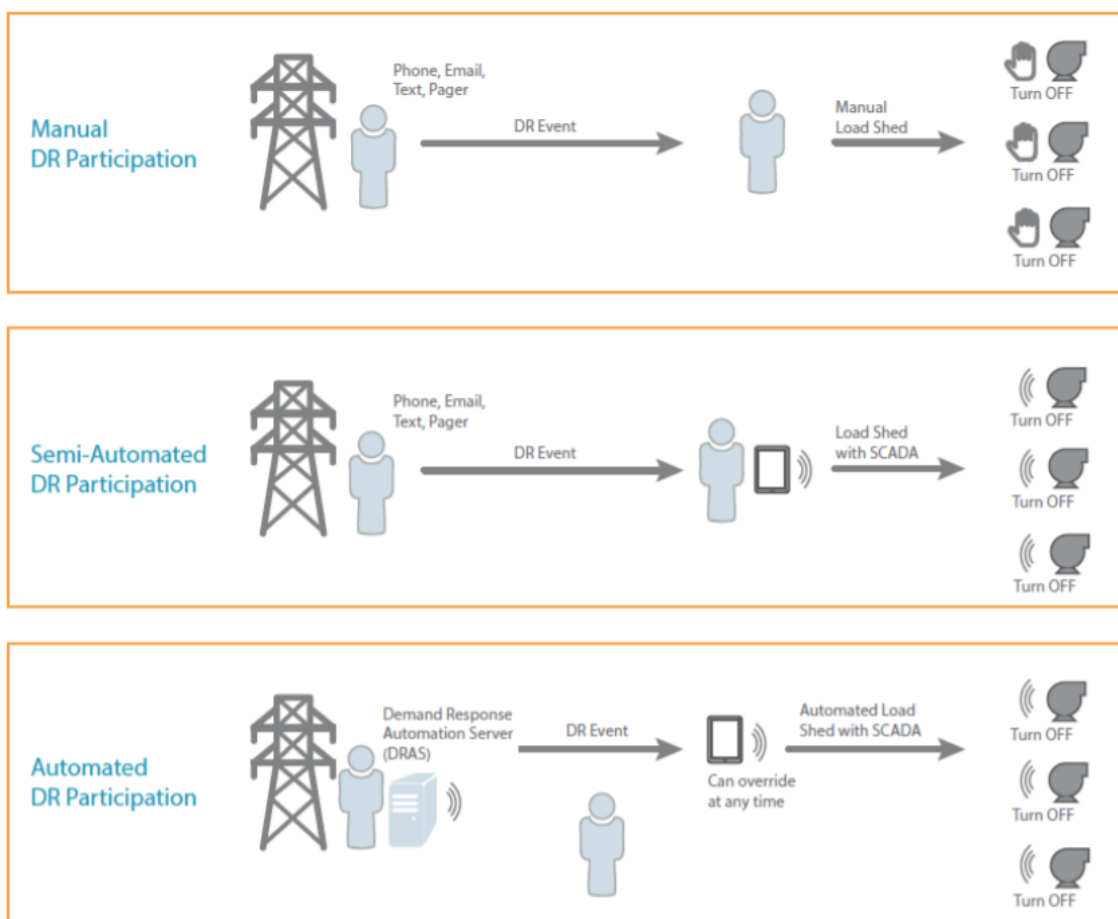 Manual
DR Participation
Phone, Email,
Text, Pager
DR Event
Manual
Load Shed
Turn OFF
Turn OFF
Turn OFF
Semi-Automated
DR Participation
Phone, Email,
Text, Pager
DR Event
Load Shed
with SCADA
Turn OFF
Turn OFF
Turn OFF
Automated
DR Participation
Demand Response
Automation Server
(DRAS)
DR Event
Can override
at any time
Automated Load
Shed with SCADA
Turn OFF
Turn OFF
Turn OFF